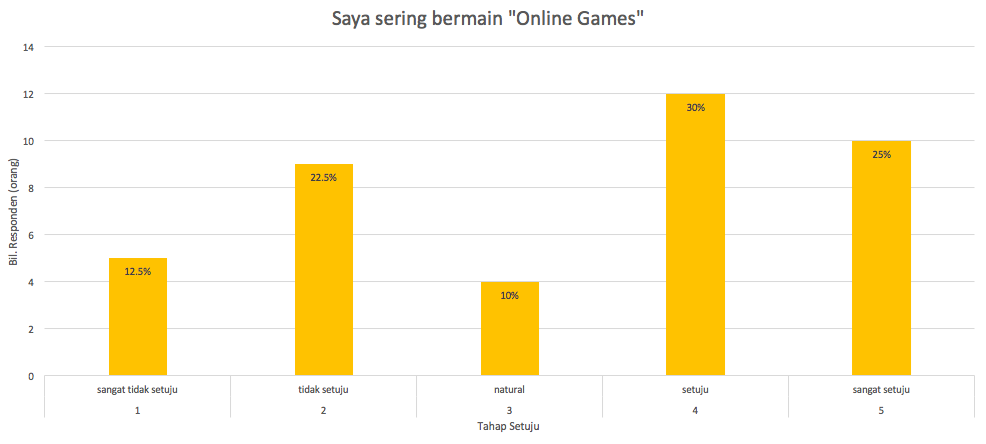 Saya sering bermain "Online Games"
14
12
10
8
6
4
2
0
Bil. Responden (orang)
12.5%
22.5%
10%
30%
25%
sangat tidak setuju
tidak setuju
natural
setuju
sangat setuju
1
2
3
4
5
Tahap Setuju